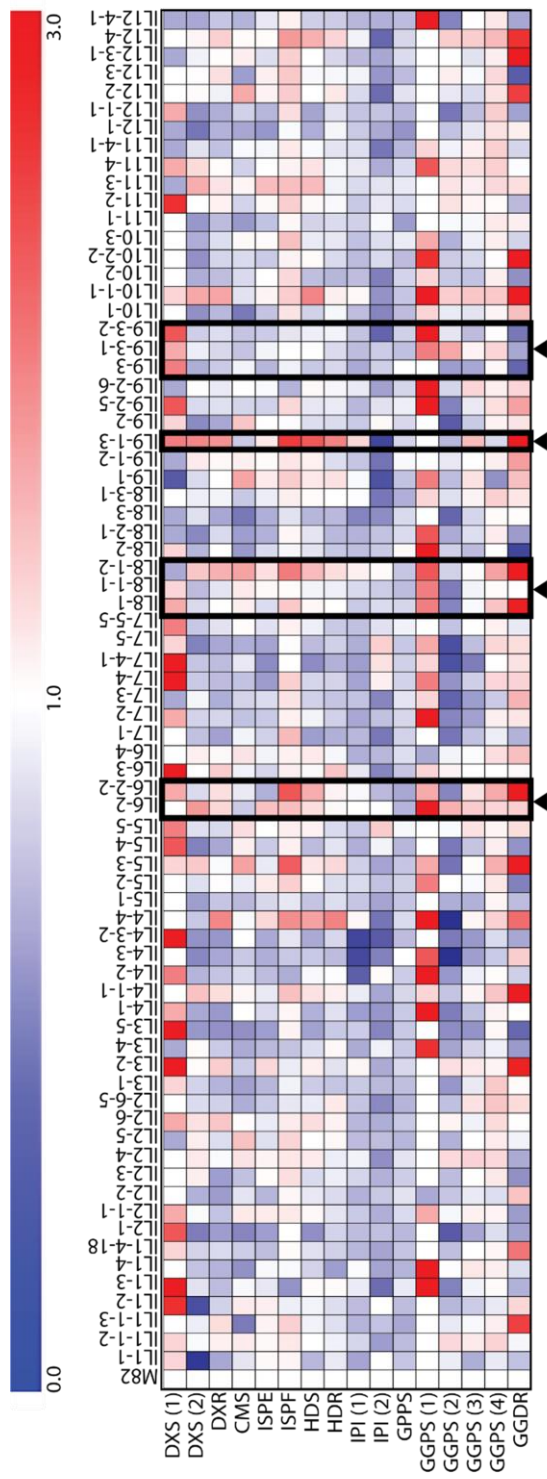 3.0
1.0
0.0
IL12-4-1
IL12-4
IL12-3-1
IL12-3
IL12-2
IL12-1-1
IL12-1
IL11-4-1
IL11-4
IL11-3
IL11-2
IL11-1
IL10-3
IL10-2-2
IL10-2
IL10-1-1
IL10-1
IL9-3-2
IL9-3-1
IL9-3
IL9-2-6
IL9-2-5
IL9-2
IL9-1-3
IL9-1-2
IL9-1
IL8-3-1
IL8-3
IL8-2-1
IL8-2
IL8-1-2
IL8-1-1
IL8-1
IL7-5-5
IL7-5
IL7-4-1
IL7-4
IL7-3
IL7-2
IL7-1
IL6-4
IL6-3
IL6-2-2
IL6-2
IL5-5
IL5-4
IL5-3
IL5-2
IL5-1
IL4-4
IL4-3-2
IL4-3
IL4-2
IL4-1-1
IL4-1
IL3-5
IL3-4
IL3-2
IL3-1
IL2-6-5
IL2-6
IL2-5
IL2-4
IL2-3
IL2-2
IL2-1-1
IL2-1
IL1-4-18
IL1-4
IL1-3
IL1-2
IL1-1-3
IL1-1-2
IL1-1
M82
DXS (1)
DXS (2)
DXR
CMS
ISPE
ISPF
HDS
HDR
IPI (1)
IPI (2)
GPPS
GGPS (1)
GGPS (2)
GGPS (3)
GGPS (4)
GGDR